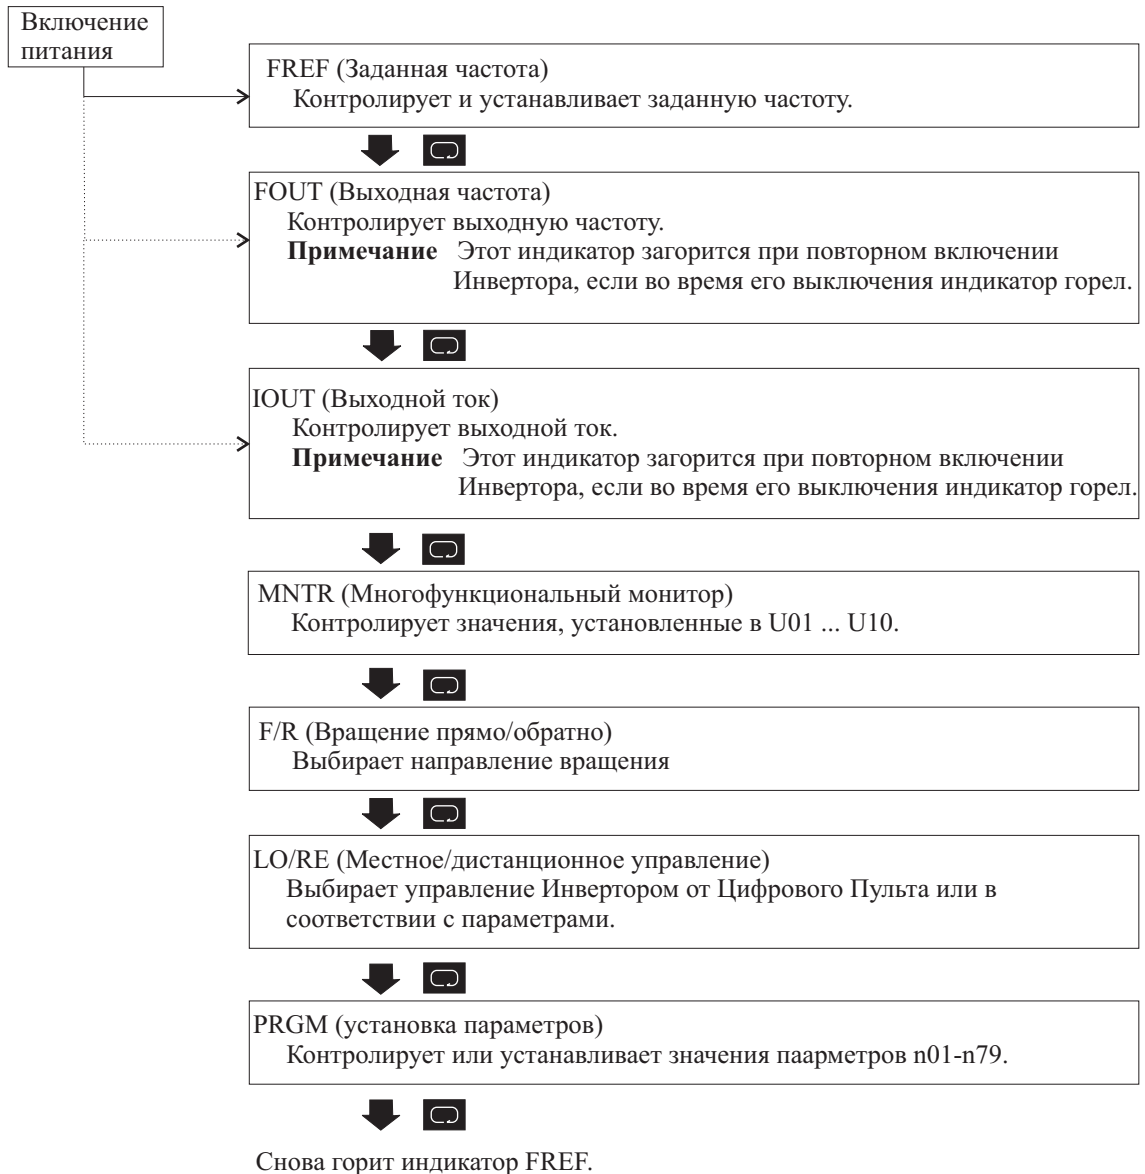 Включение
питания
FREF (Заданная частота)
Контролирует и устанавливает заданную частоту.
FOUT (Выходная частота)
Контролирует выходную частоту.
Примечание Этот индикатор загорится при повторном включении
Инвертора, если во время его выключения индикатор горел.
IOUT (Выходной ток)
Контролирует выходной ток.
Примечание Этот индикатор загорится при повторном включении
Инвертора, если во время его выключения индикатор горел.
MNTR (Многофункциональный монитор)
Контролирует значения, установленные в U01 ... U10.
F/R (Вращение прямо/обратно)
Выбирает направление вращения
LO/RE (Местное/дистанционное управление)
Выбирает управление Инвертором от Цифрового Пульта или в
соответствии с параметрами.
PRGM (установка параметров)
Контролирует или устанавливает значения паарметров n01-n79.
Снова горит индикатор FREF.